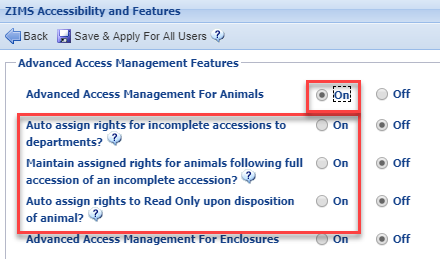 ZIMS Accessibility and Features
Back Save & Apply For All Users ?
Advanced Access Management Features
Advanced Access Management For Animals On Off
Auto assign rights for incomplete accessions to
departments? ? On Off
Maintain assigned rights for animals following full
accession of an incomplete accession? ? On Off
Auto assign rights to Read Only upon disposition
of animal? ? On Off
Advanced Access Management For Enclosures On Off